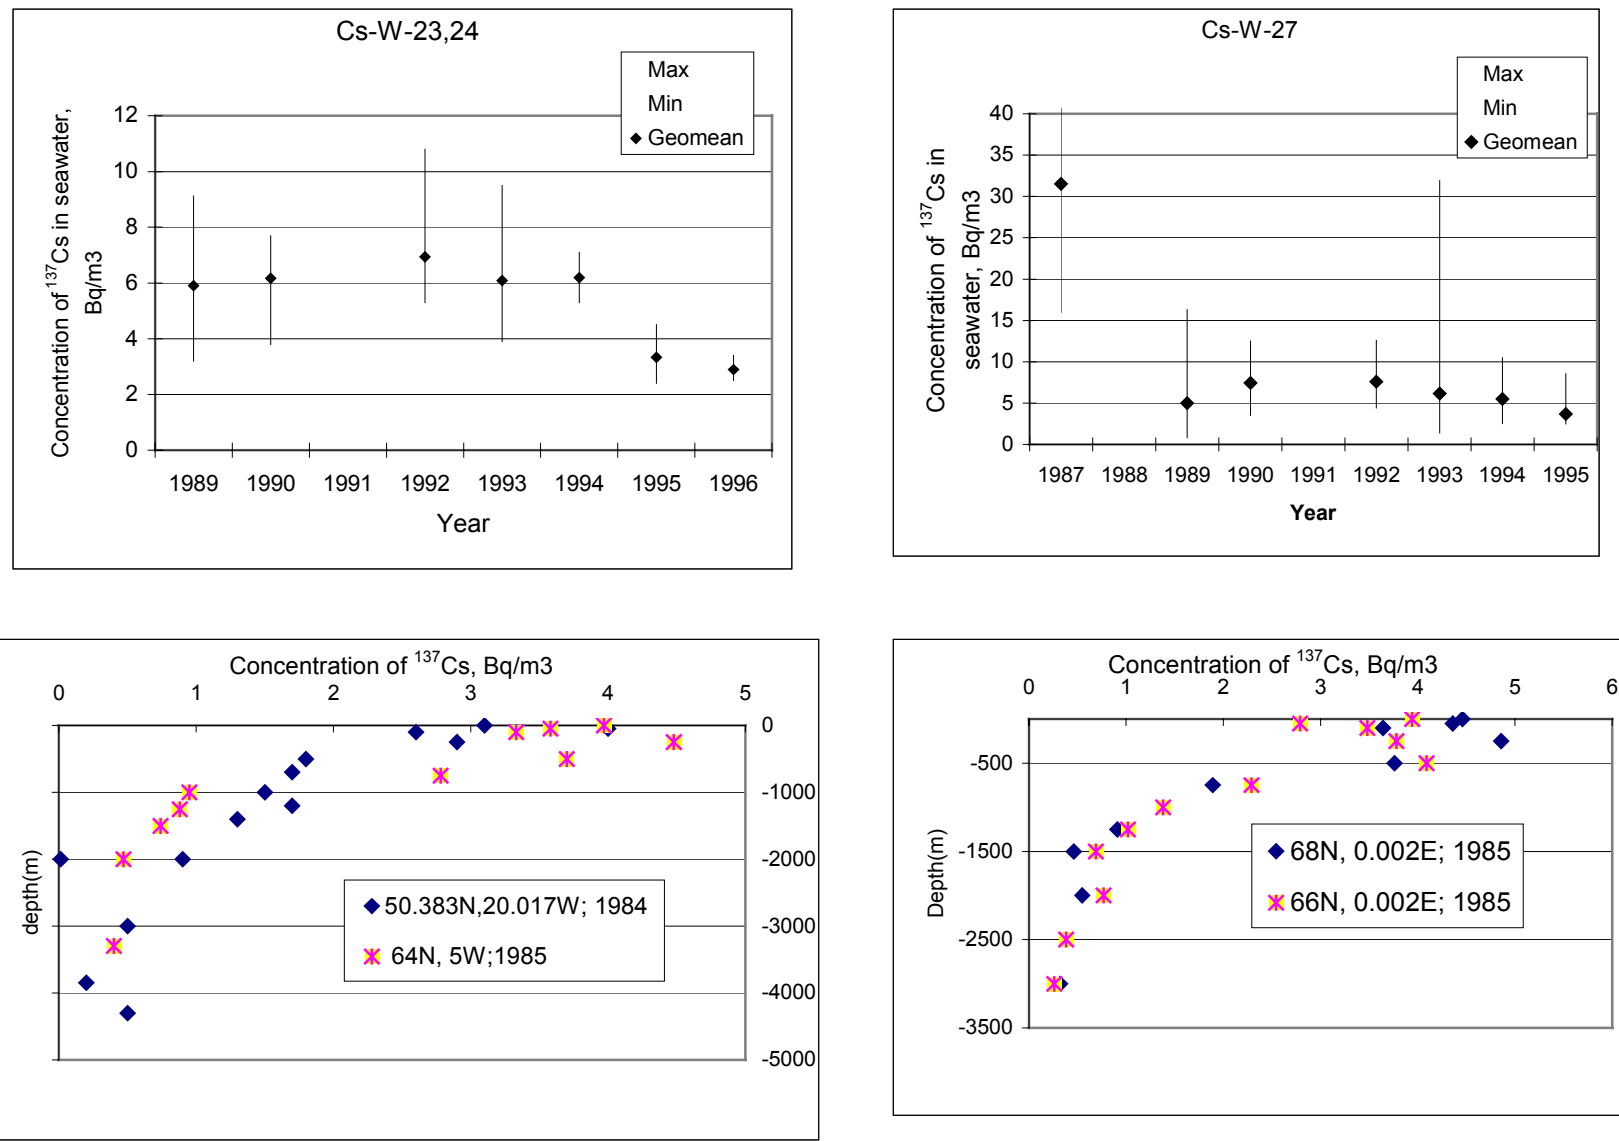 Cs-W-23,24
Max
Min
Geomean
Concentration of ¹³⁷Cs in seawater,
Bq/m3
12
10
8
6
4
2
0
1989 1990 1991 1992 1993 1994 1995 1996
Year
Cs-W-27
Max
Min
Geomean
Concentration of ¹³⁷Cs in
seawater, Bq/m3
40
35
30
25
20
15
10
5
0
1987 1988 1989 1990 1991 1992 1993 1994 1995
Year
Concentration of ¹³⁷Cs, Bq/m3
0 1 2 3 4 5
0
-1000
-2000
-3000
-4000
-5000
depth(m)
50.383N,20.017W; 1984
64N, 5W;1985
Concentration of ¹³⁷Cs, Bq/m3
0 1 2 3 4 5 6
-500
-1500
-2500
-3500
Depth(m)
68N, 0.002E; 1985
66N, 0.002E; 1985